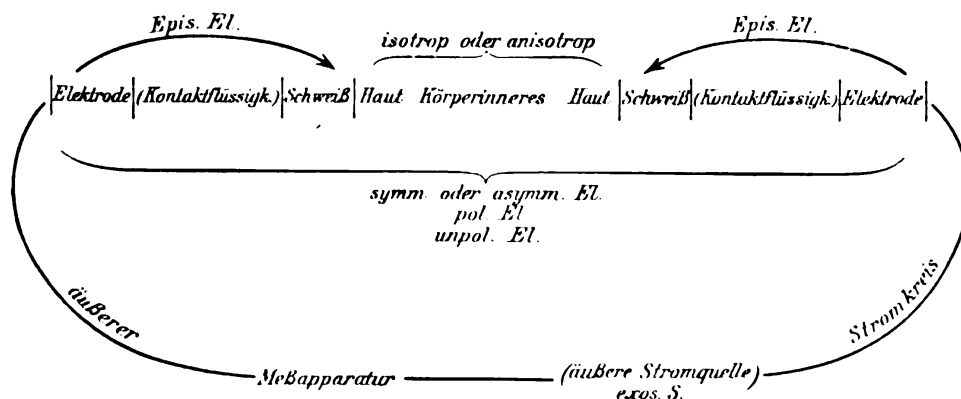 Epis. El.
Epis. El.
isotrop oder anisotrop
|Elektrode|(Kontaktflüssigk.)|Schweiß|Haut Körperinneres Haut|Schweiß|(Kontaktflüssigk.)|Elektrode|
symm. oder asymm. El.
pol. El
unpol. El.
äußerer
Stromkreis
Meßapparatur
(äußere Stromquelle)
exos. S.